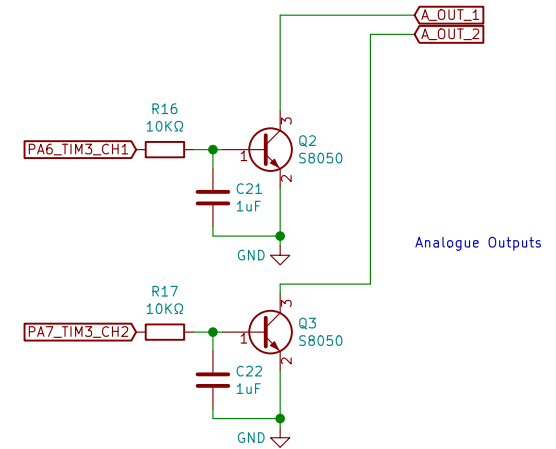 A_OUT_1
A_OUT_2
R16
10KΩ
PA6_TIM3_CH1
1
3
2
Q2
S8050
C21
1uF
GND
Analogue Outputs
R17
10KΩ
PA7_TIM3_CH2
1
3
2
Q3
S8050
C22
1uF
GND